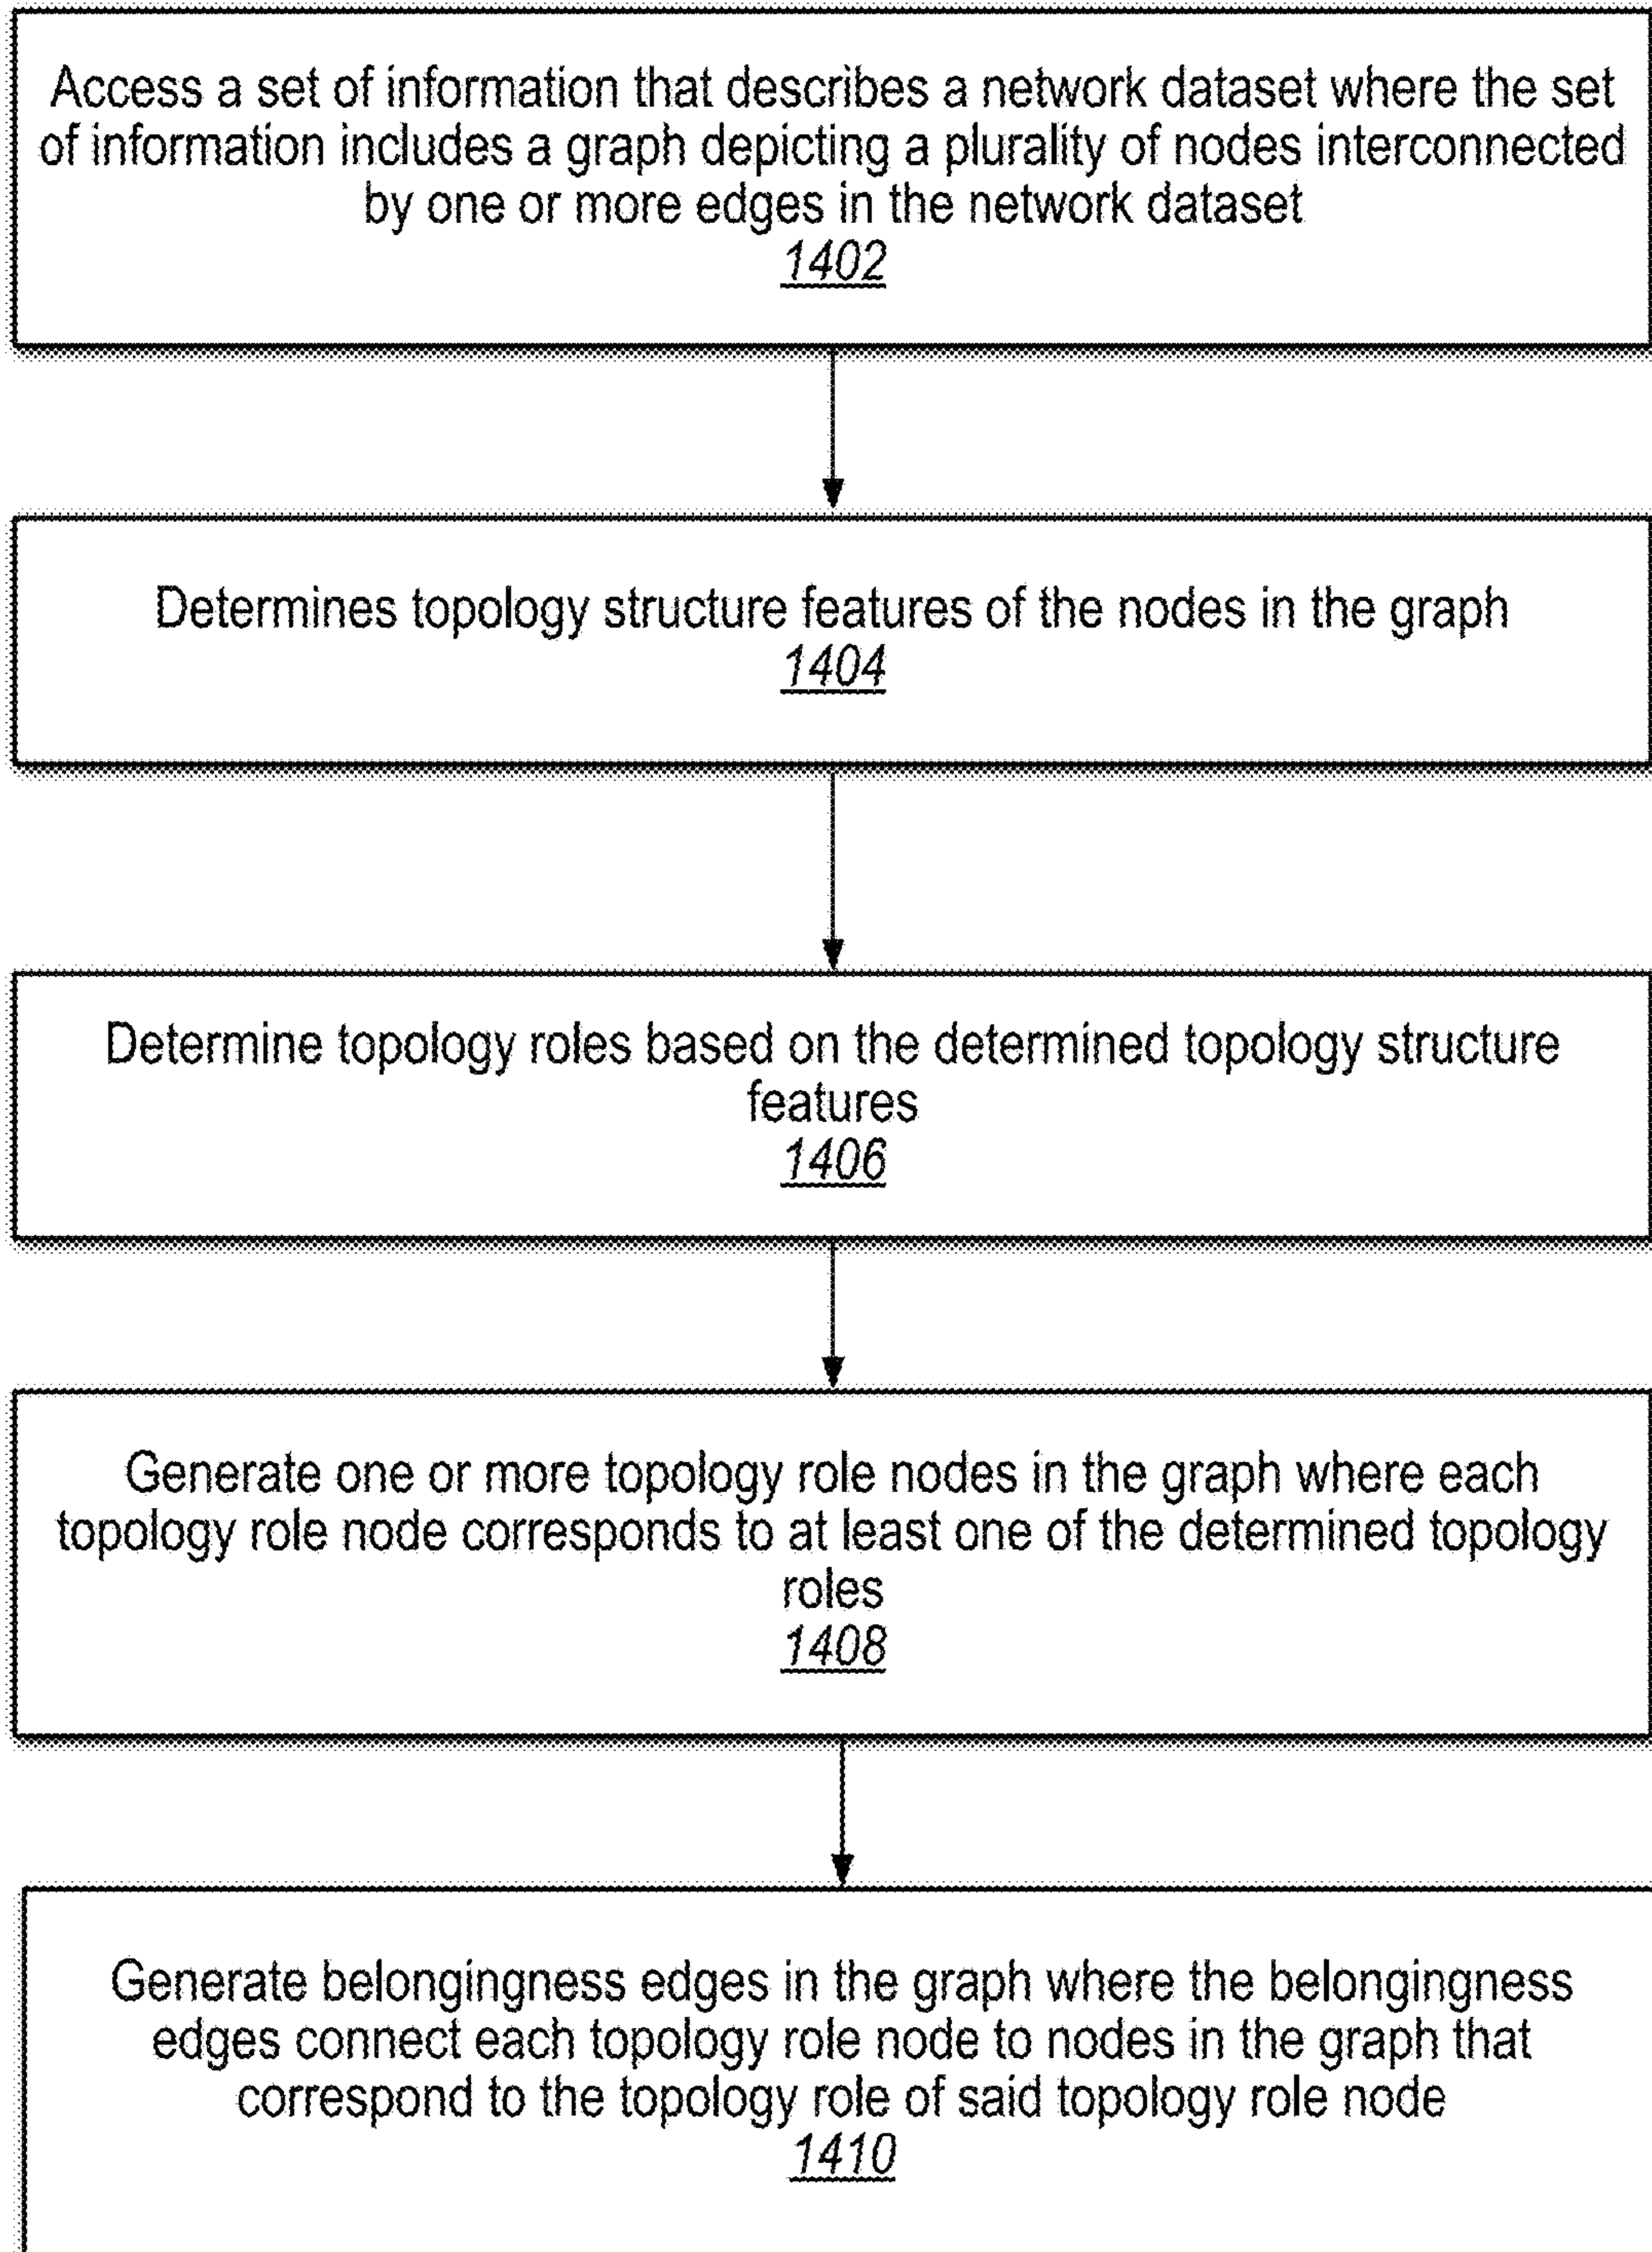 Access a set of information that describes a network dataset where the set
of information includes a graph depicting a plurality of nodes interconnected
by one or more edges in the network dataset
1402
Determines topology structure features of the nodes in the graph
1404
Determine topology roles based on the determined topology structure
features
1406
Generate one or more topology role nodes in the graph where each
topology role node corresponds to at least one of the determined topology
roles
1408
Generate belongingness edges in the graph where the belongingness
edges connect each topology role node to nodes in the graph that
correspond to the topology role of said topology role node
1410